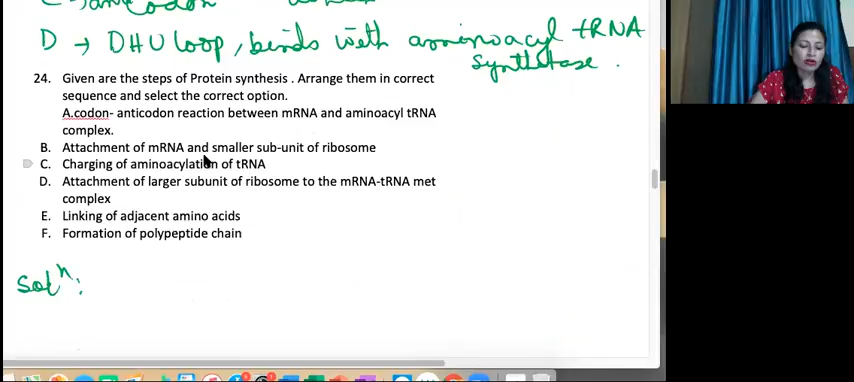 D → DHU loop, binds with aminoacyl tRNA
synthetase .
24. Given are the steps of Protein synthesis . Arrange them in correct
sequence and select the correct option.
A.codon- anticodon reaction between mRNA and aminoacyl tRNA
complex.
B. Attachment of mRNA and smaller sub-unit of ribosome
C. Charging of aminoacylation of tRNA
D. Attachment of larger subunit of ribosome to the mRNA-tRNA met
complex
E. Linking of adjacent amino acids
F. Formation of polypeptide chain
Solⁿ: